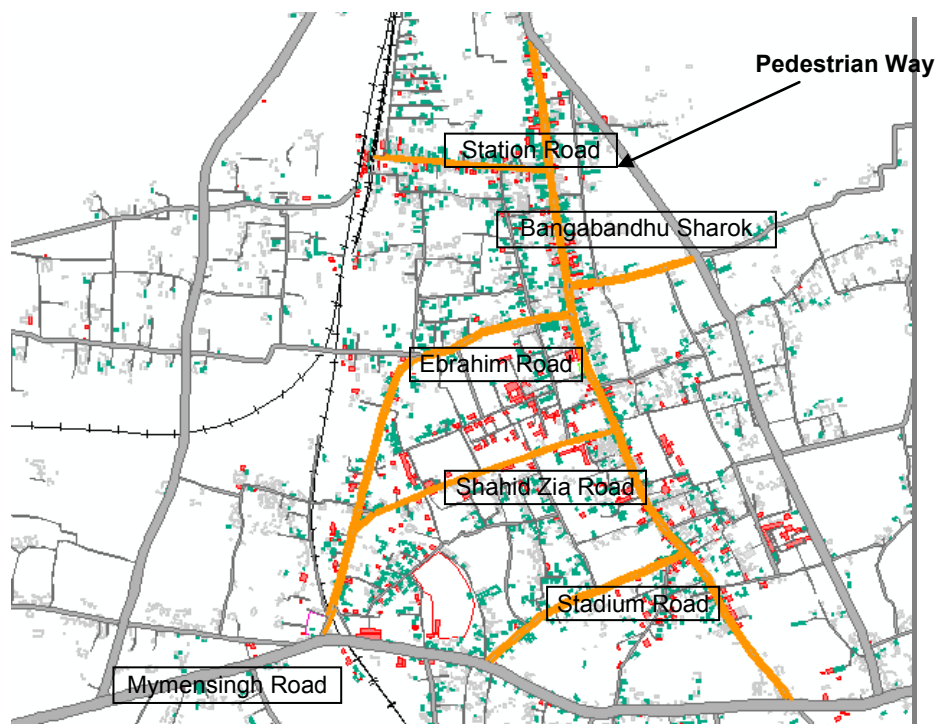 Pedestrian Way
Station Road
Bangabandhu Sharok
Ebrahim Road
Shahid Zia Road
Stadium Road
Mymensingh Road